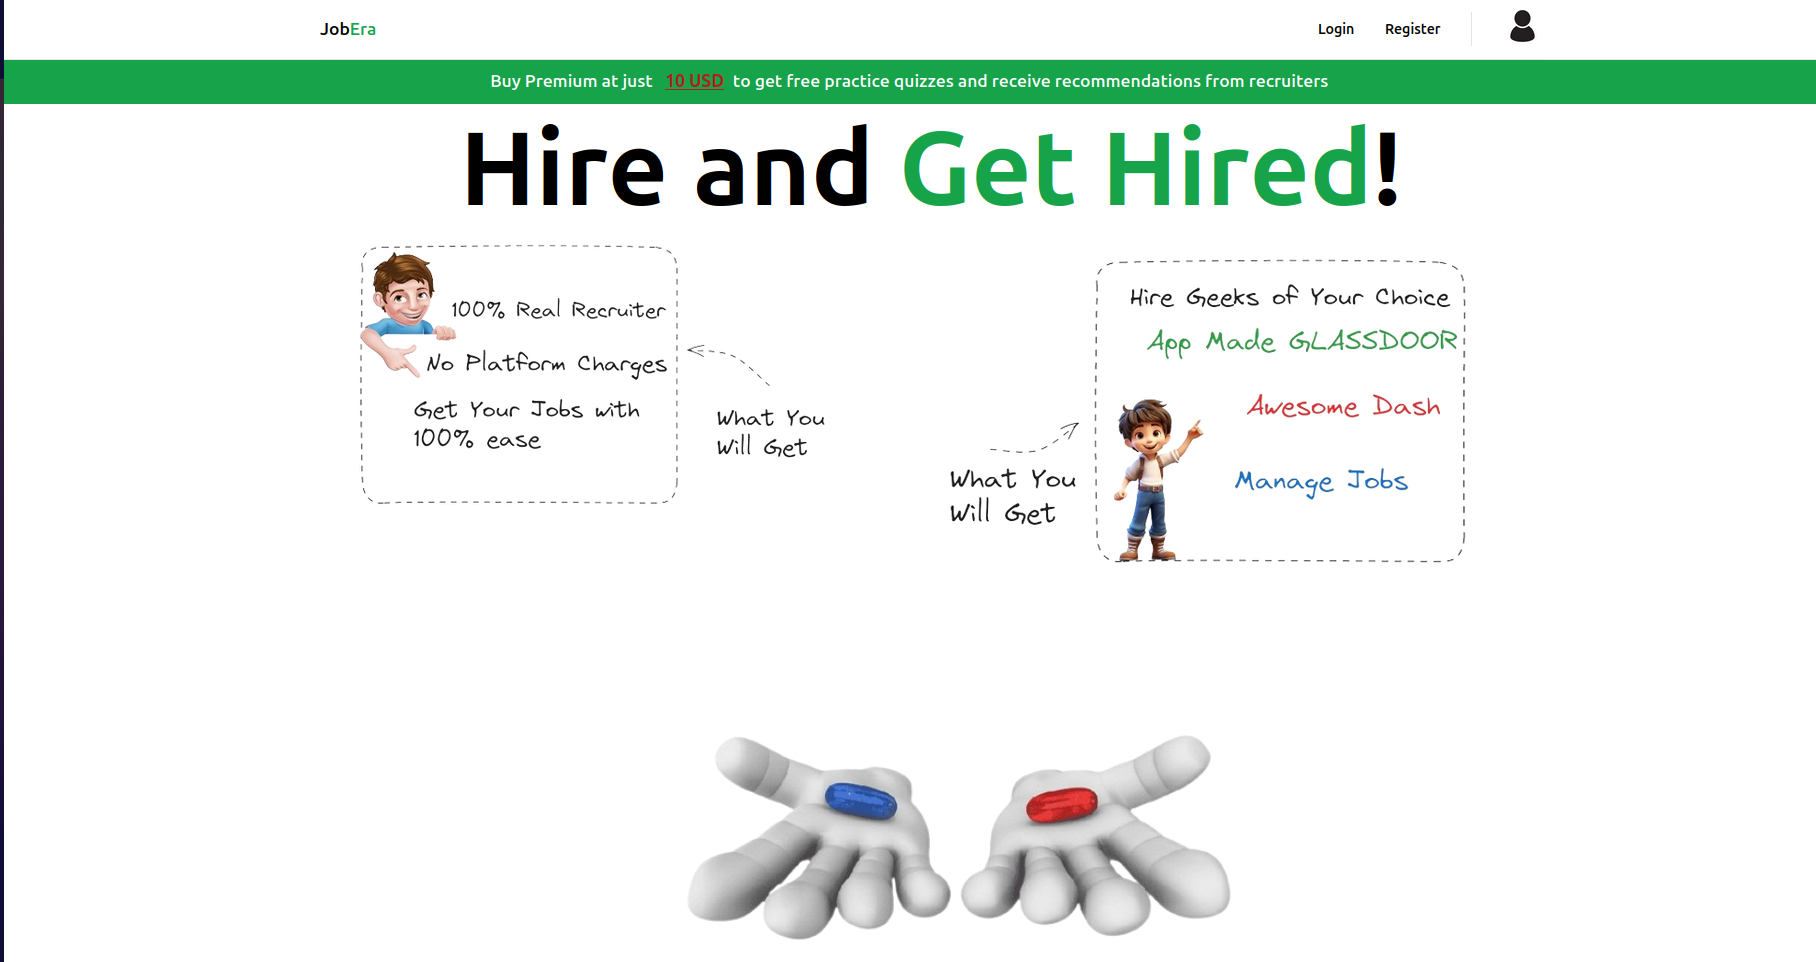 JobEra
Login Register
Buy Premium at just 10 USD to get free practice quizzes and receive recommendations from recruiters
Hire and Get Hired!
100% Real Recruiter
No Platform Charges
Get Your Jobs with
100% ease
What You
Will Get
What You
Will Get
Hire Geeks of Your Choice
App Made GLASSDOOR
Awesome Dash
Manage Jobs